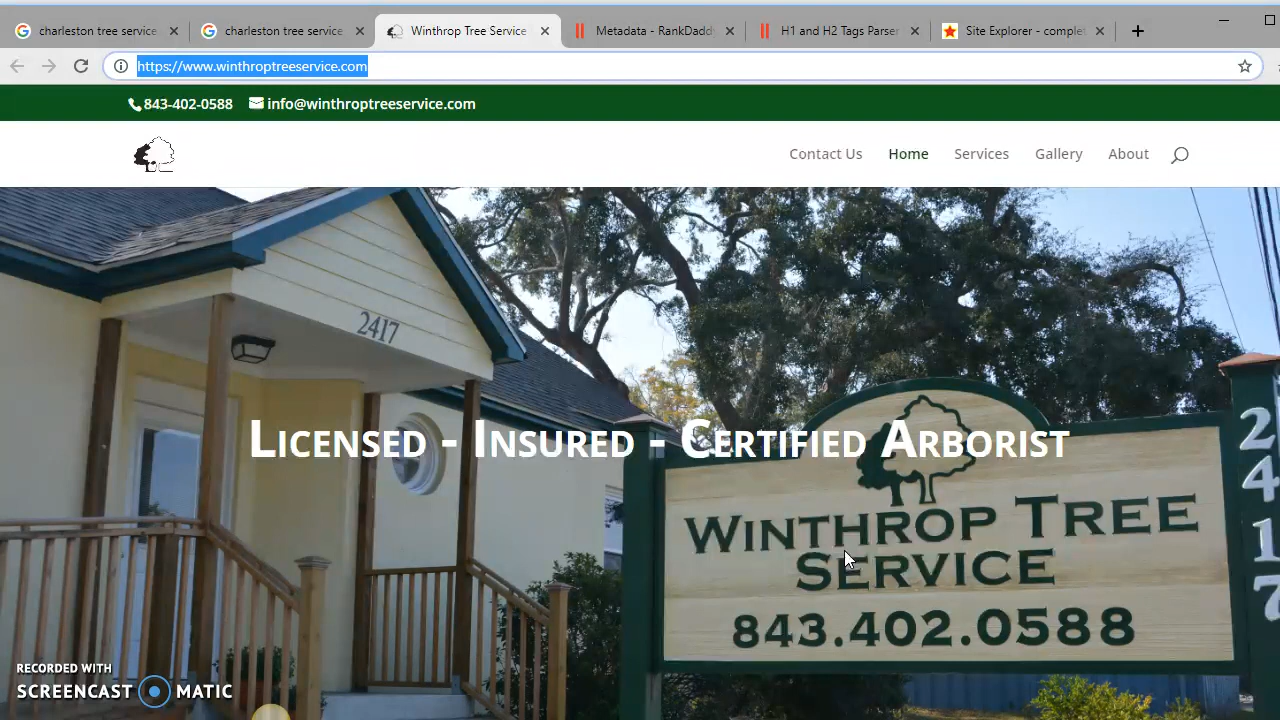 charleston tree service
charleston tree service
Winthrop Tree Service
Metadata - RankDaddy
H1 and H2 Tags Parser
Site Explorer - complet
https://www.winthroptreeservice.com
843-402-0588 info@winthroptreeservice.com
Contact Us Home Services Gallery About
2417
Licensed - Insured - Certified Arborist
Winthrop Tree
Service
843.402.0588
2417
RECORDED WITH
SCREENCAST MATIC